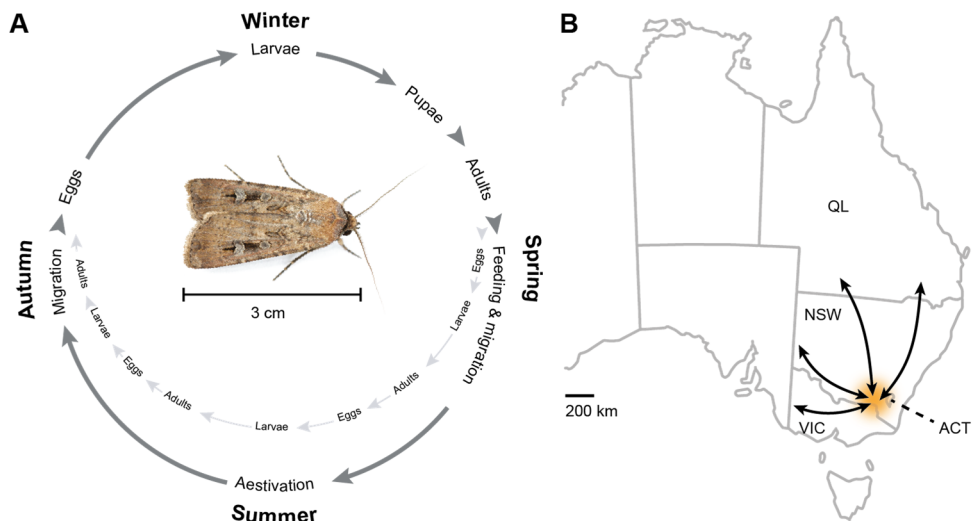 A
Winter
Larvae
Pupae
Adults
Spring
Feeding & migration
Eggs
Larvae
Adults
Eggs
Larvae
Adults
Eggs
Larvae
Adults
Aestivation
Summer
Autumn
Migration
Eggs
3 cm
B
QL
NSW
200 km
VIC
ACT